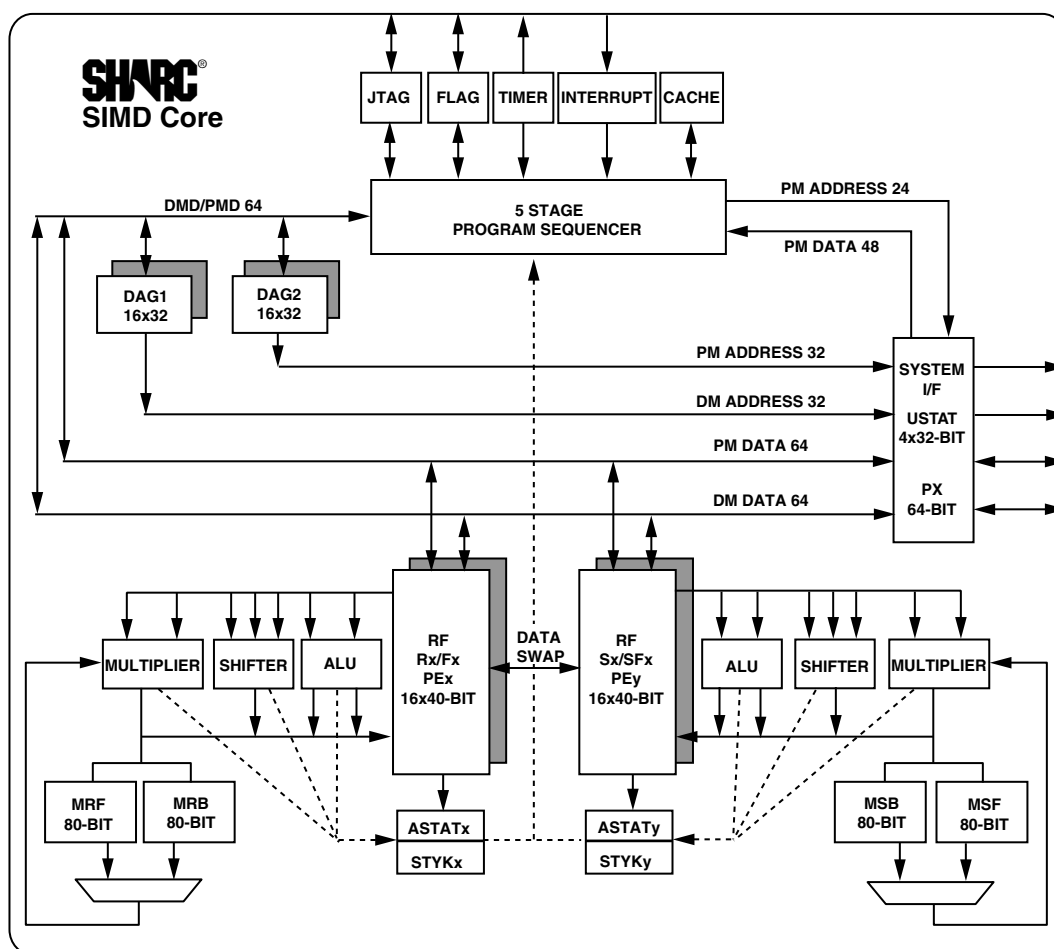 SHARC®
SIMD Core
JTAG
FLAG
TIMER
INTERRUPT
CACHE
DMD/PMD 64
5 STAGE
PROGRAM SEQUENCER
PM ADDRESS 24
PM DATA 48
DAG1
16x32
DAG2
16x32
PM ADDRESS 32
DM ADDRESS 32
PM DATA 64
DM DATA 64
SYSTEM
I/F
USTAT
4x32-BIT
PX
64-BIT
MULTIPLIER
SHIFTER
ALU
RF
Rx/Fx
PEx
16x40-BIT
DATA
SWAP
RF
Sx/SFx
PEy
16x40-BIT
ALU
SHIFTER
MULTIPLIER
MRF
80-BIT
MRB
80-BIT
ASTATx
STYKx
ASTATy
STYKy
MSB
80-BIT
MSF
80-BIT